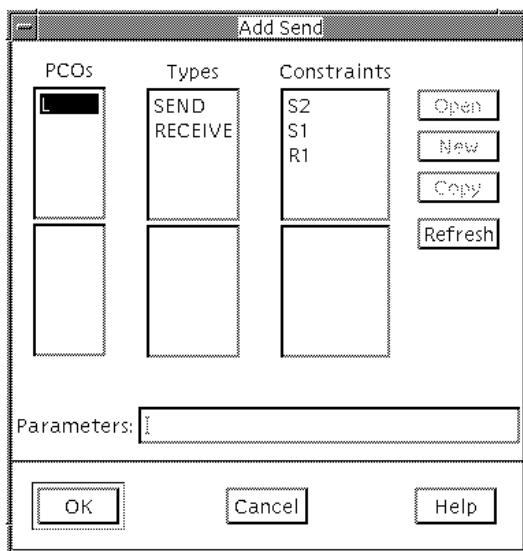 Add Send
PCOs Types Constraints
L SEND S2 Open
RECEIVE S1 New
R1 Copy
Refresh
Parameters:
OK Cancel Help